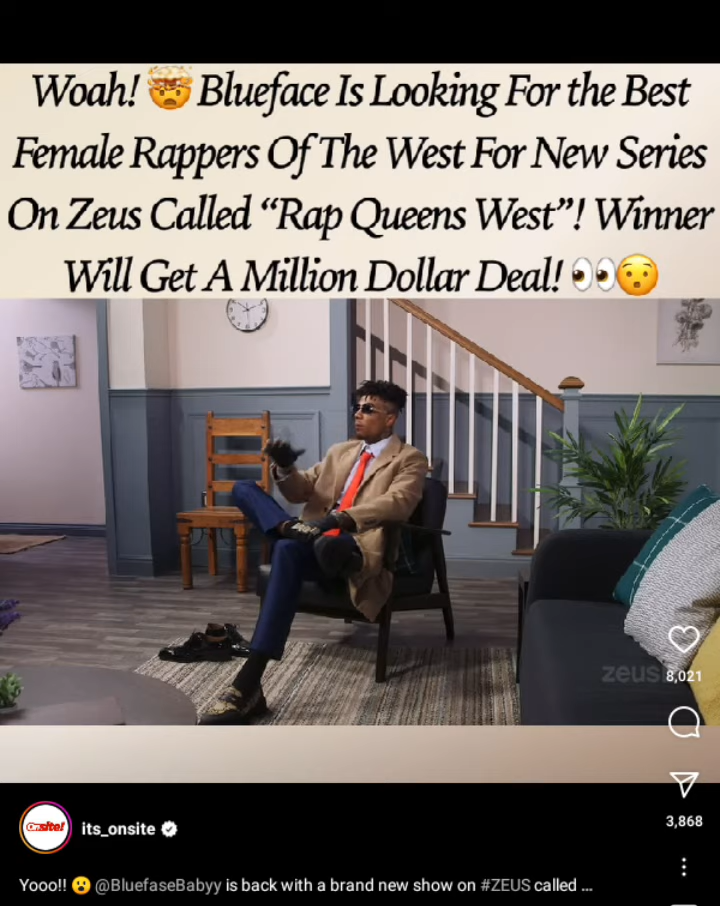 Woah! 🤯 Blueface Is Looking For the Best
Female Rappers Of The West For New Series
On Zeus Called “Rap Queens West”! Winner
Will Get A Million Dollar Deal! 👀😯
zeus
8,021
3,868
Onsite!
its_onsite
Yooo!! 😮 @BluefaseBabyy is back with a brand new show on #ZEUS called ...